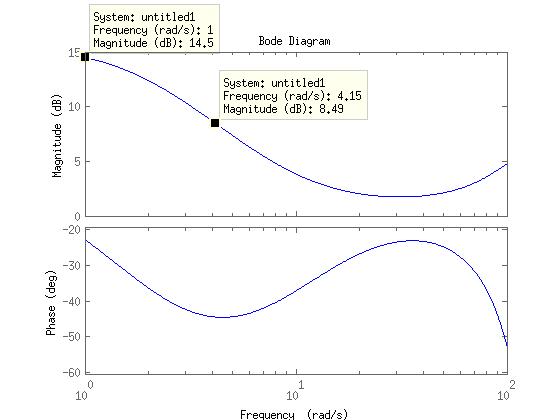 System: untitled1
Frequency (rad/s): 1
Magnitude (dB): 14.5
Bode Diagram
System: untitled1
Frequency (rad/s): 4.15
Magnitude (dB): 8.49
15
10
5
0
Magnitude (dB)
-20
-30
-40
-50
-60
Phase (deg)
10^0
10^1
10^2
Frequency (rad/s)